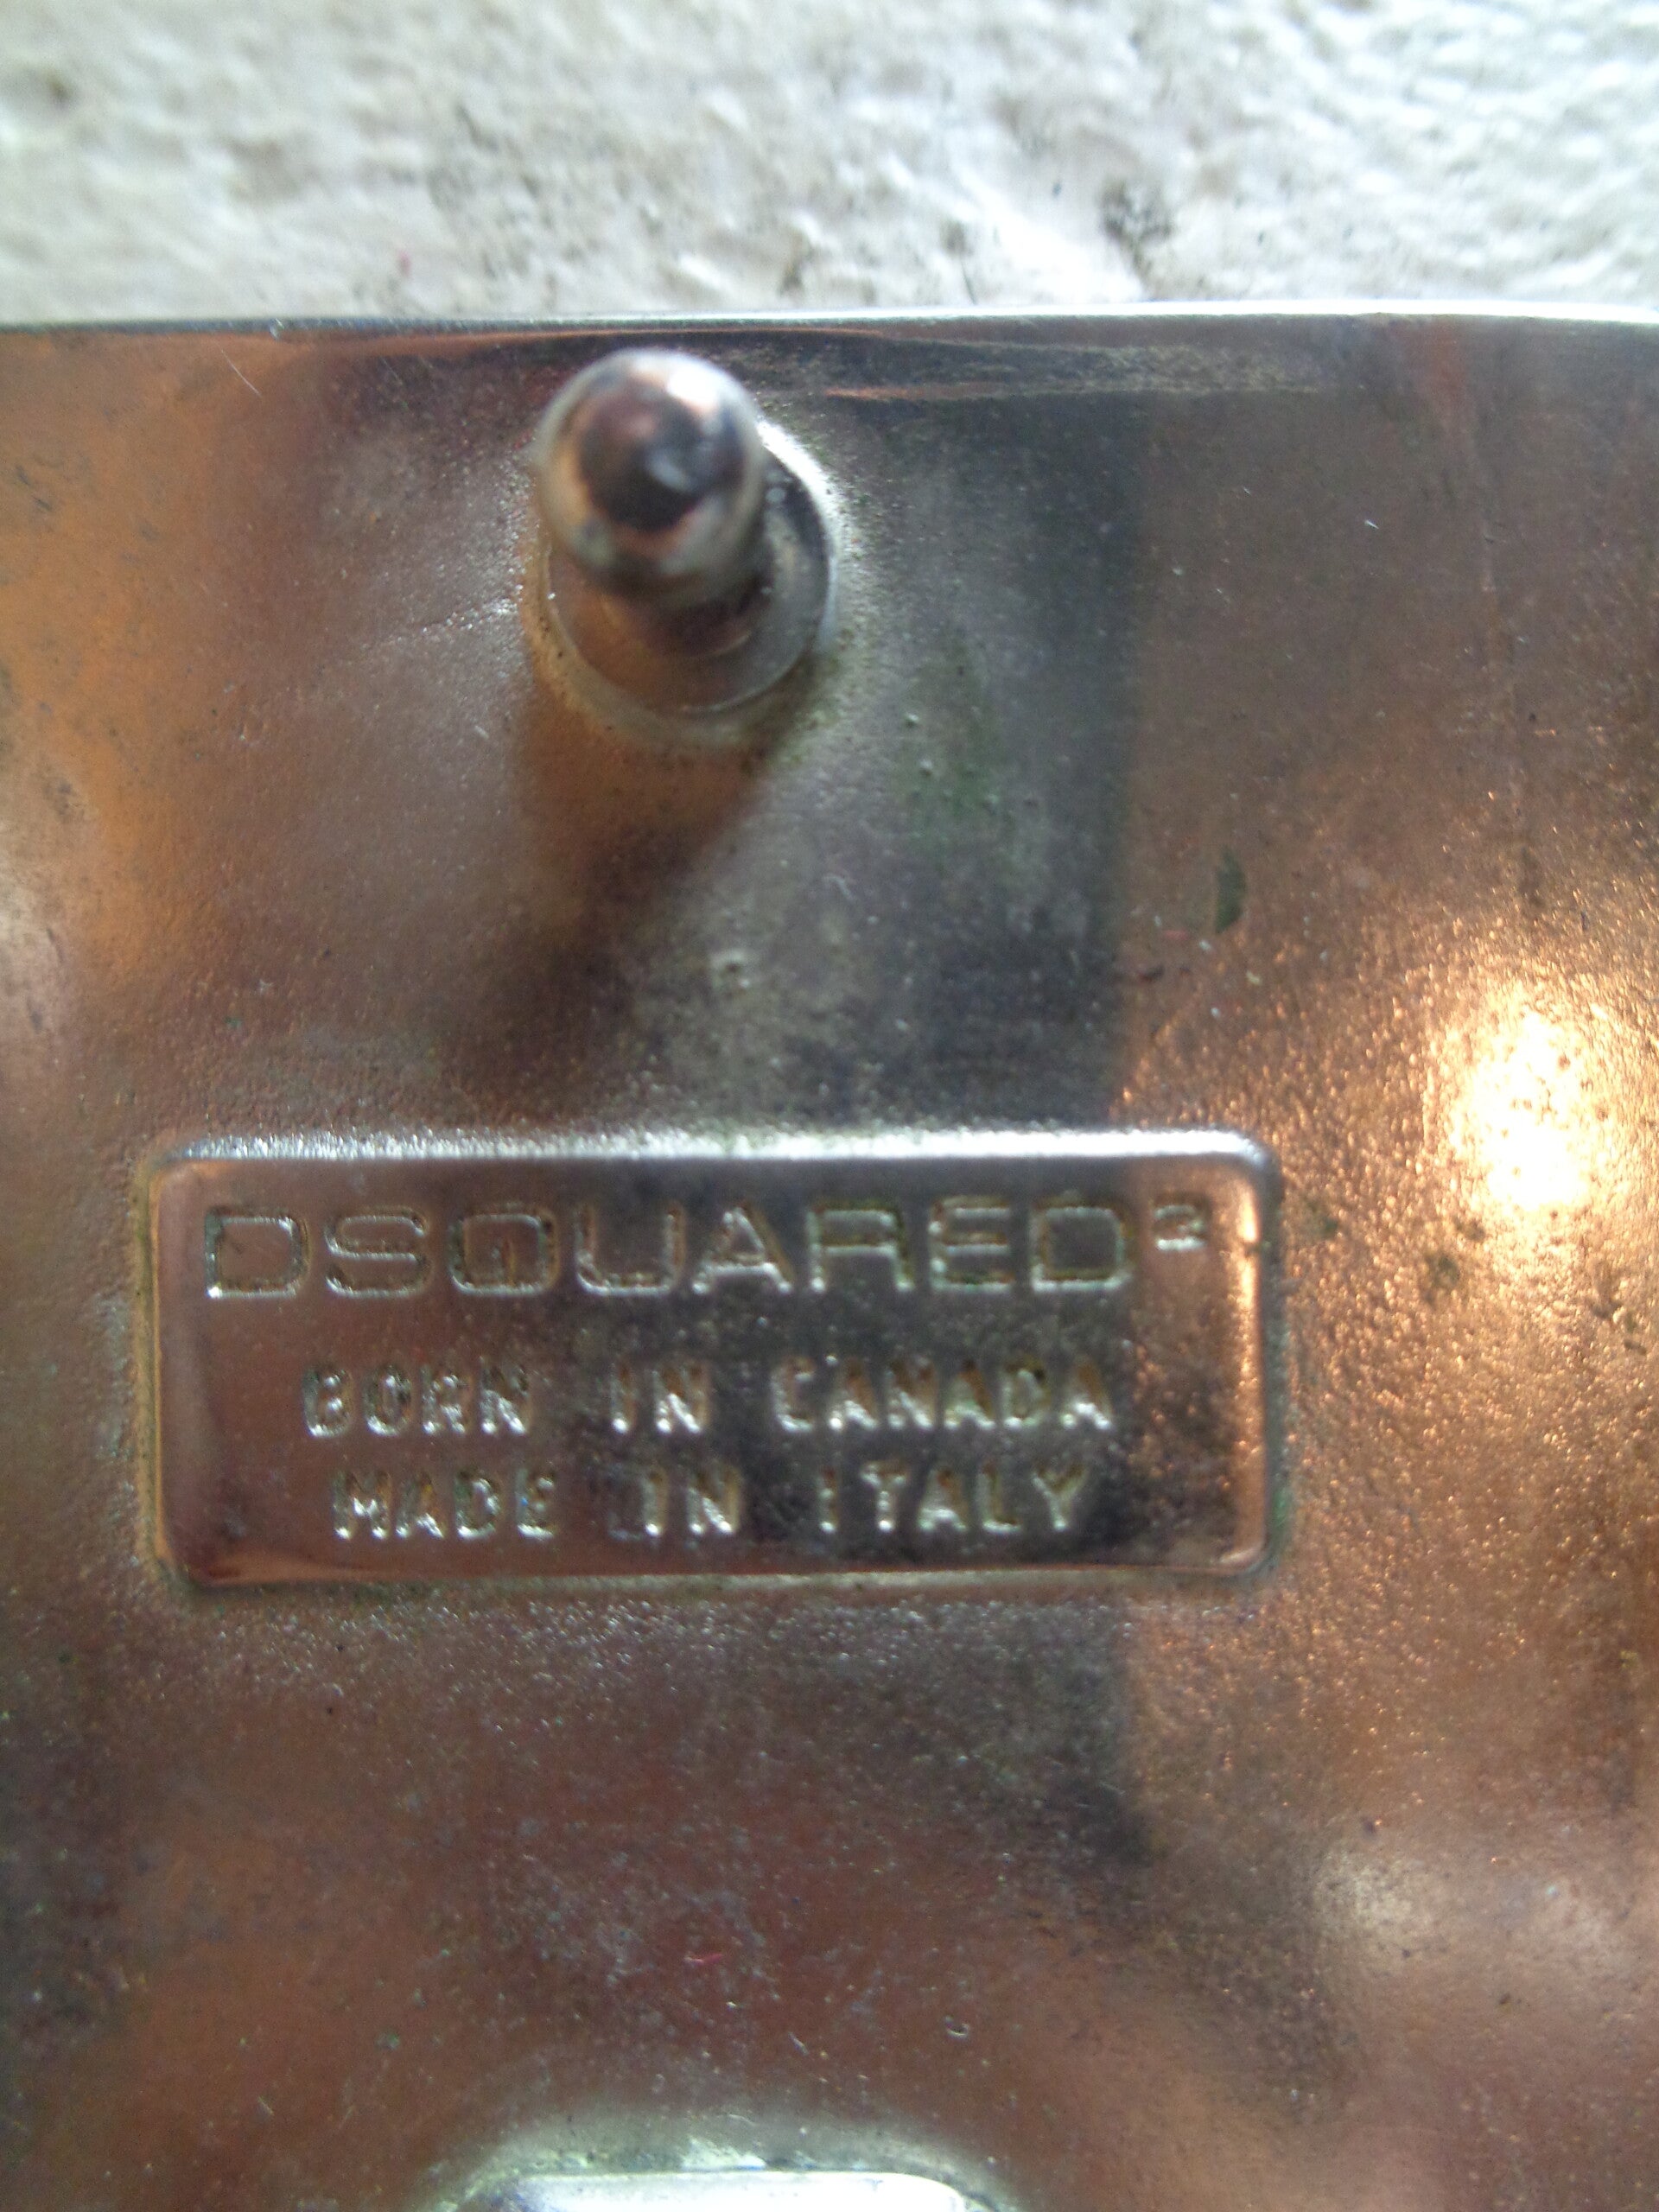 DSQUARED²
BORN IN CANADA
MADE IN ITALY